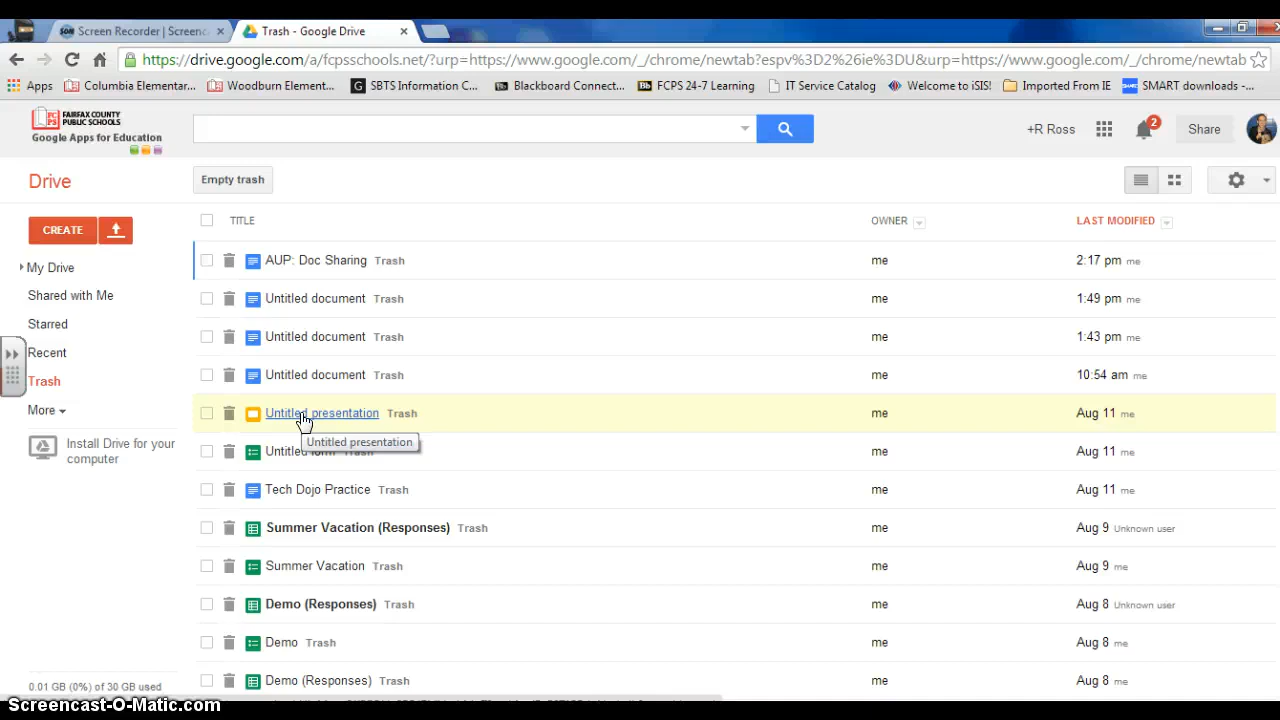 Screen Recorder | Screenc
Trash - Google Drive
https://drive.google.com/a/fcpsschools.net/?urp=https://www.google.com/_/chrome/newtab?espv%3D2%26ie%3DU&urp=https://www.google.com/_/chrome/newtab
Apps
Columbia Elementar...
Woodburn Element...
SBTS Information C...
Blackboard Connect...
FCPS 24-7 Learning
IT Service Catalog
Welcome to iSIS!
Imported From IE
SMART downloads -...
FAIRFAX COUNTY
PUBLIC SCHOOLS
Google Apps for Education
+R Ross
2
Share
Drive
Empty trash
CREATE
TITLE
OWNER
LAST MODIFIED
My Drive
Shared with Me
Starred
Recent
Trash
More
Install Drive for your
computer
AUP: Doc Sharing Trash me 2:17 pm me
Untitled document Trash me 1:49 pm me
Untitled document Trash me 1:43 pm me
Untitled document Trash me 10:54 am me
Untitled presentation Trash me Aug 11 me
Untitled presentation
Untitled form Trash me Aug 11 me
Tech Dojo Practice Trash me Aug 11 me
Summer Vacation (Responses) Trash me Aug 9 Unknown user
Summer Vacation Trash me Aug 9 me
Demo (Responses) Trash me Aug 8 Unknown user
Demo Trash me Aug 8 me
Demo (Responses) Trash me Aug 8 me
0.01 GB (0%) of 30 GB used
Screencast-O-Matic.com